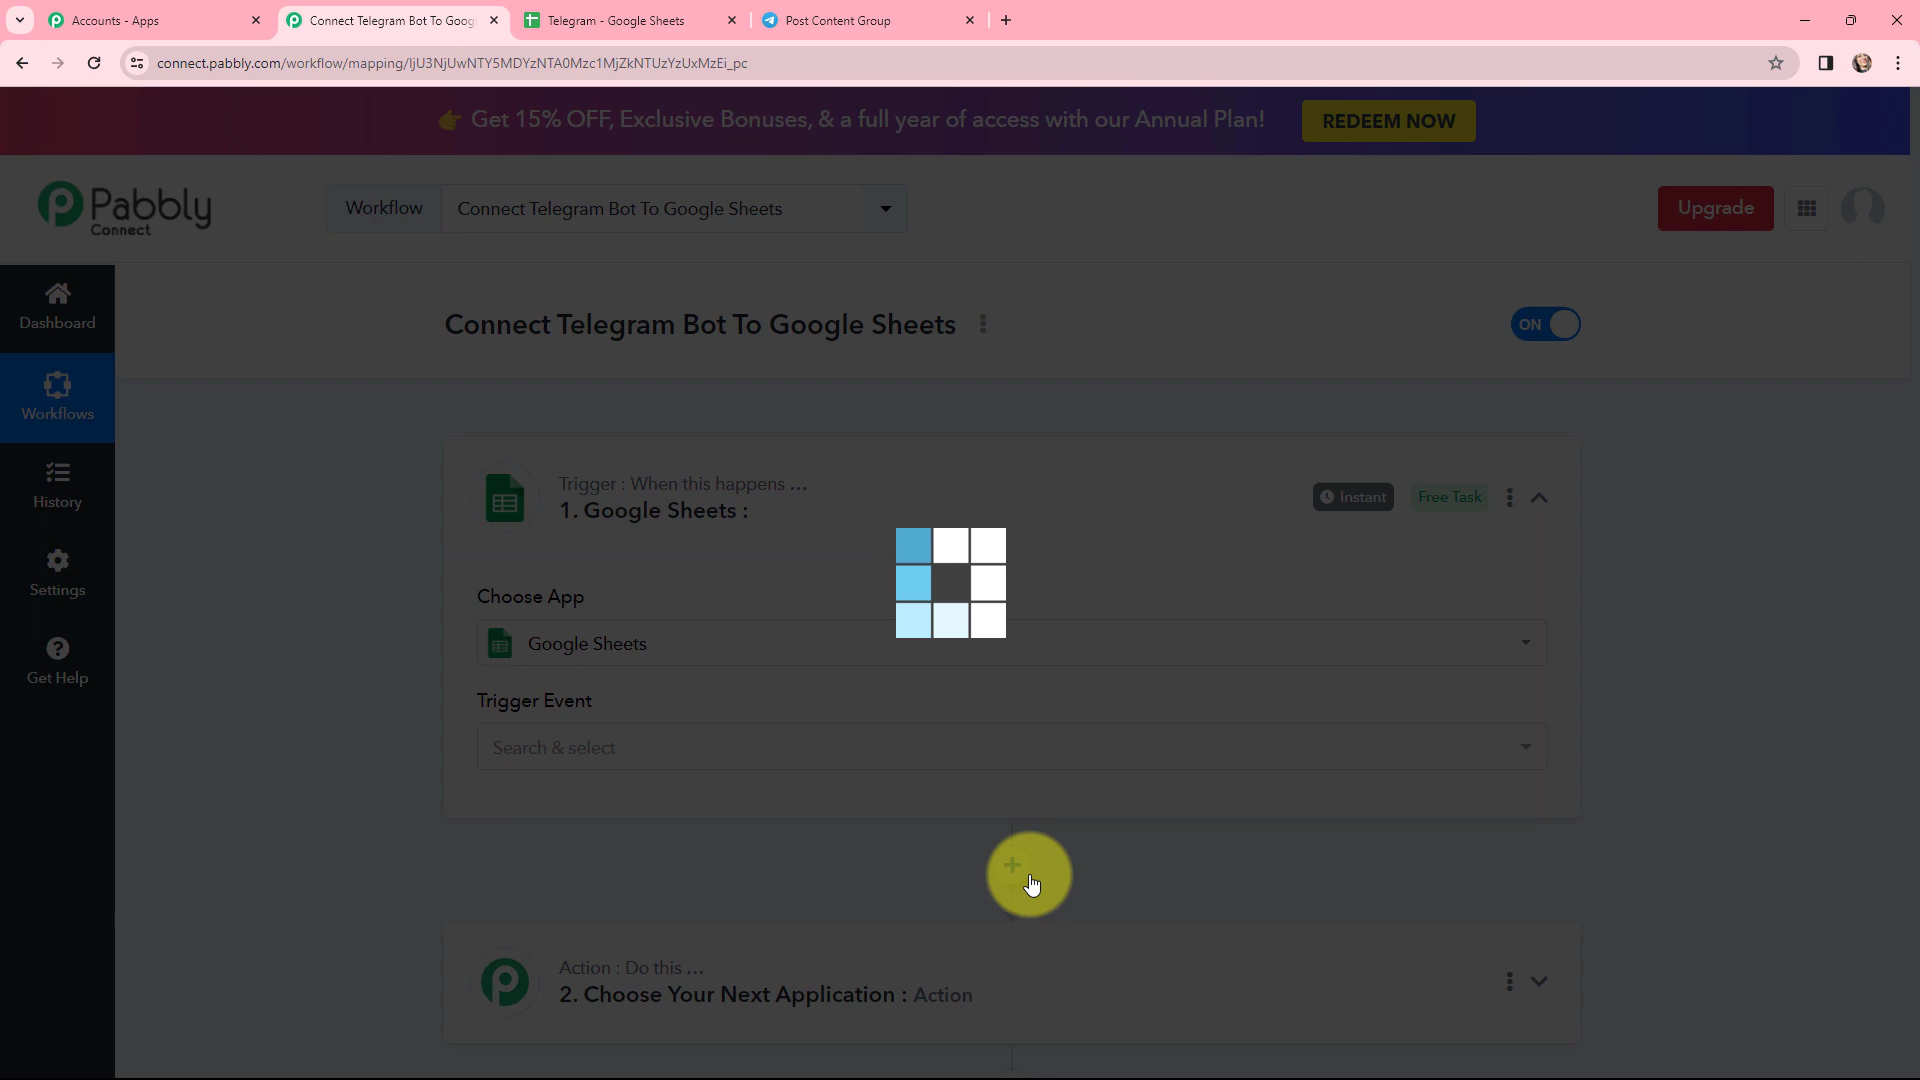 Accounts - Apps
Connect Telegram Bot To Goog
Telegram - Google Sheets
Post Content Group
connect.pabbly.com/workflow/mapping/IjU3NjUwNTY5MDYzNTA0Mzc1MjZkNTUzYzUxMzEi_pc
👉 Get 15% OFF, Exclusive Bonuses, & a full year of access with our Annual Plan!
REDEEM NOW
Pabbly
Connect
Workflow
Connect Telegram Bot To Google Sheets
Upgrade
Dashboard
Workflows
History
Settings
Get Help
Connect Telegram Bot To Google Sheets
ON
Trigger : When this happens ...
1. Google Sheets :
Instant
Free Task
Choose App
Google Sheets
Trigger Event
Search & select
Action : Do this ...
2. Choose Your Next Application : Action